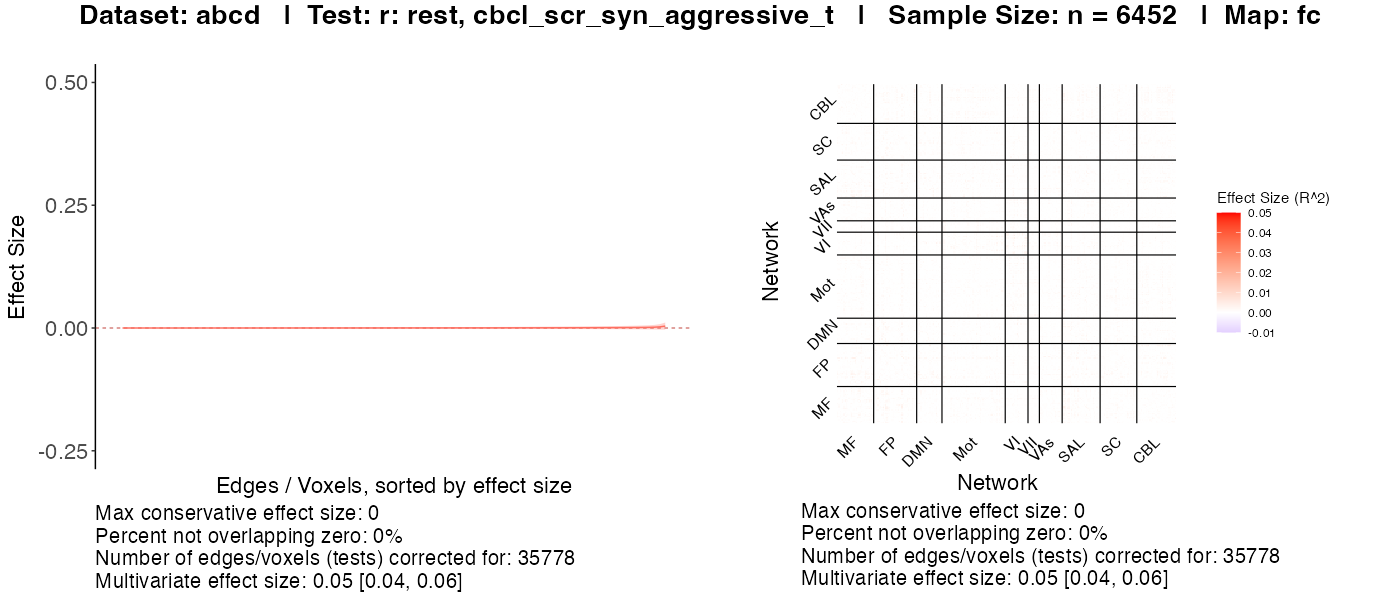 Dataset: abcd | Test: r: rest, cbcl_scr_syn_aggressive_t | Sample Size: n = 6452 | Map: fc
0.50
0.25
0.00
-0.25
Effect Size
Edges / Voxels, sorted by effect size
Max conservative effect size: 0
Percent not overlapping zero: 0%
Number of edges/voxels (tests) corrected for: 35778
Multivariate effect size: 0.05 [0.04, 0.06]
Network
CBL
SC
SAL
VAs
VII
VI
Mot
DMN
FP
MF
MF
FP
DMN
Mot
VI
VII
VAs
SAL
SC
CBL
Network
Max conservative effect size: 0
Percent not overlapping zero: 0%
Number of edges/voxels (tests) corrected for: 35778
Multivariate effect size: 0.05 [0.04, 0.06]
Effect Size (R^2)
0.05
0.04
0.03
0.02
0.01
0.00
-0.01